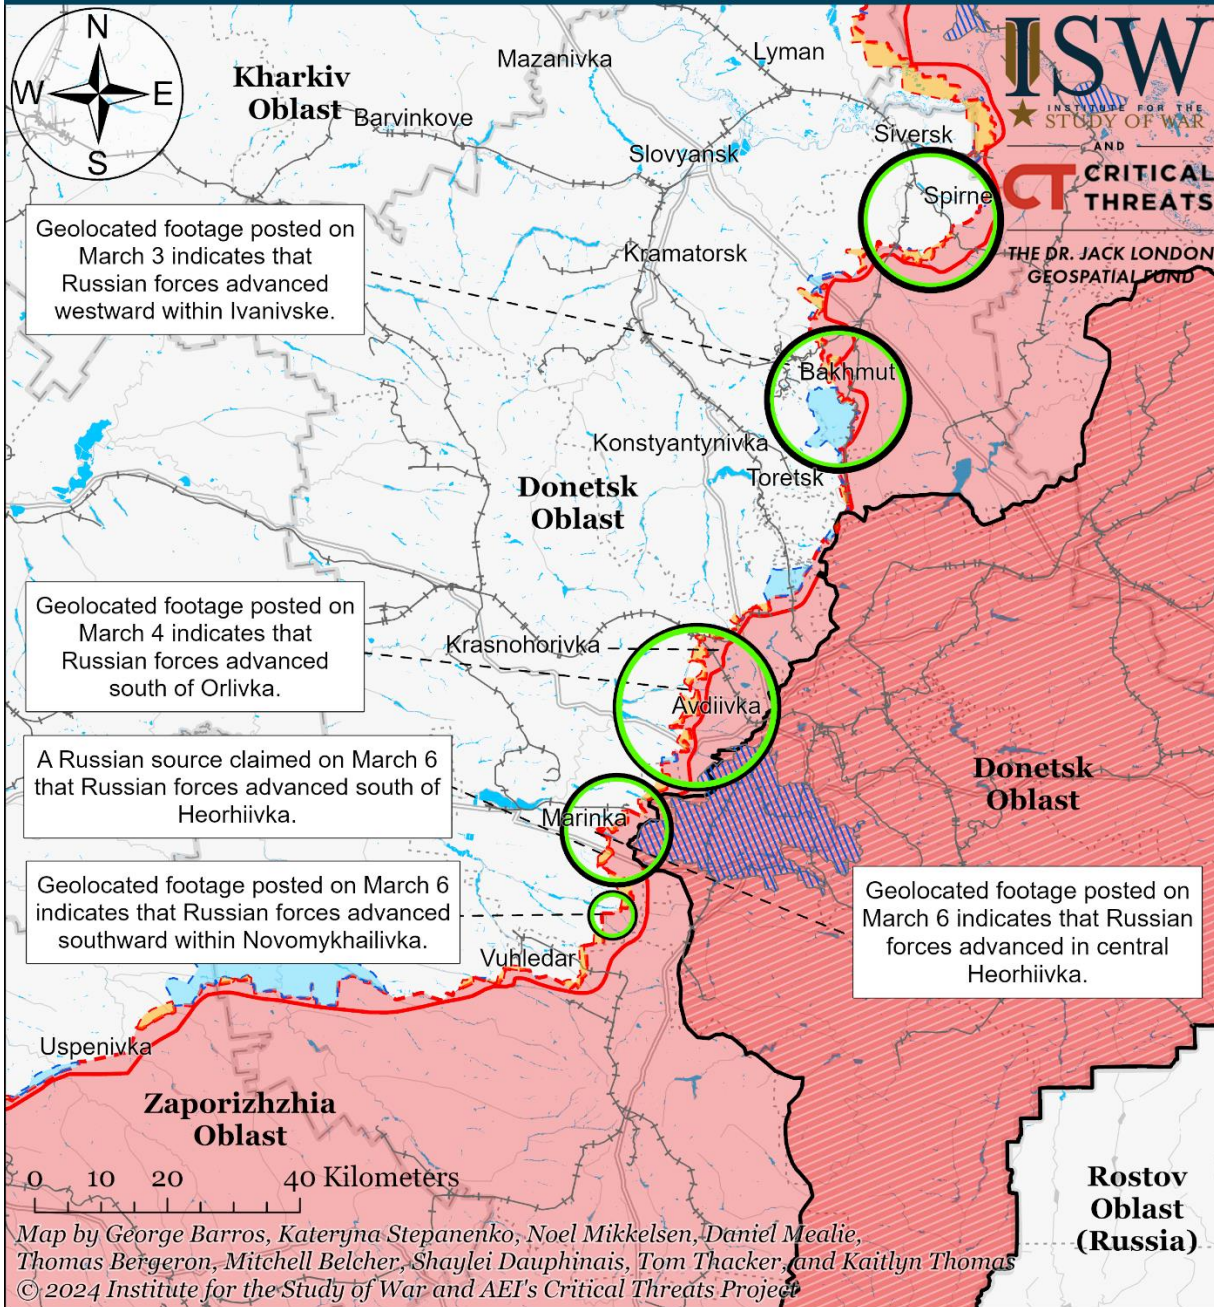 N
W
E
S
ISW
INSTITUTE FOR THE
STUDY OF WAR
AND
CT CRITICAL
THREATS
THE DR. JACK LONDON
GEOSPATIAL FUND
Kharkiv
Oblast
Mazanivka
Lyman
Barvinkove
Slovyansk
Siversk
Spirne
Kramatorsk
Geolocated footage posted on
March 3 indicates that
Russian forces advanced
westward within Ivanivske.
Bakhmut
Konstyantynivka
Toretsk
Donetsk
Oblast
Geolocated footage posted on
March 4 indicates that
Russian forces advanced
south of Orlivka.
Krasnohorivka
Avdiivka
A Russian source claimed on March 6
that Russian forces advanced south of
Heorhiivka.
Marinka
Donetsk
Oblast
Geolocated footage posted on March 6
indicates that Russian forces advanced
southward within Novomykhailivka.
Geolocated footage posted on
March 6 indicates that Russian
forces advanced in central
Heorhiivka.
Vuhledar
Uspenivka
Zaporizhzhia
Oblast
Rostov
Oblast
(Russia)
0 10 20 40 Kilometers
Map by George Barros, Kateryna Stepanenko, Noel Mikkelsen, Daniel Mealie,
Thomas Bergeron, Mitchell Belcher, Shaylei Dauphinais, Tom Thacker, and Kaitlyn Thomas
© 2024 Institute for the Study of War and AEI's Critical Threats Project